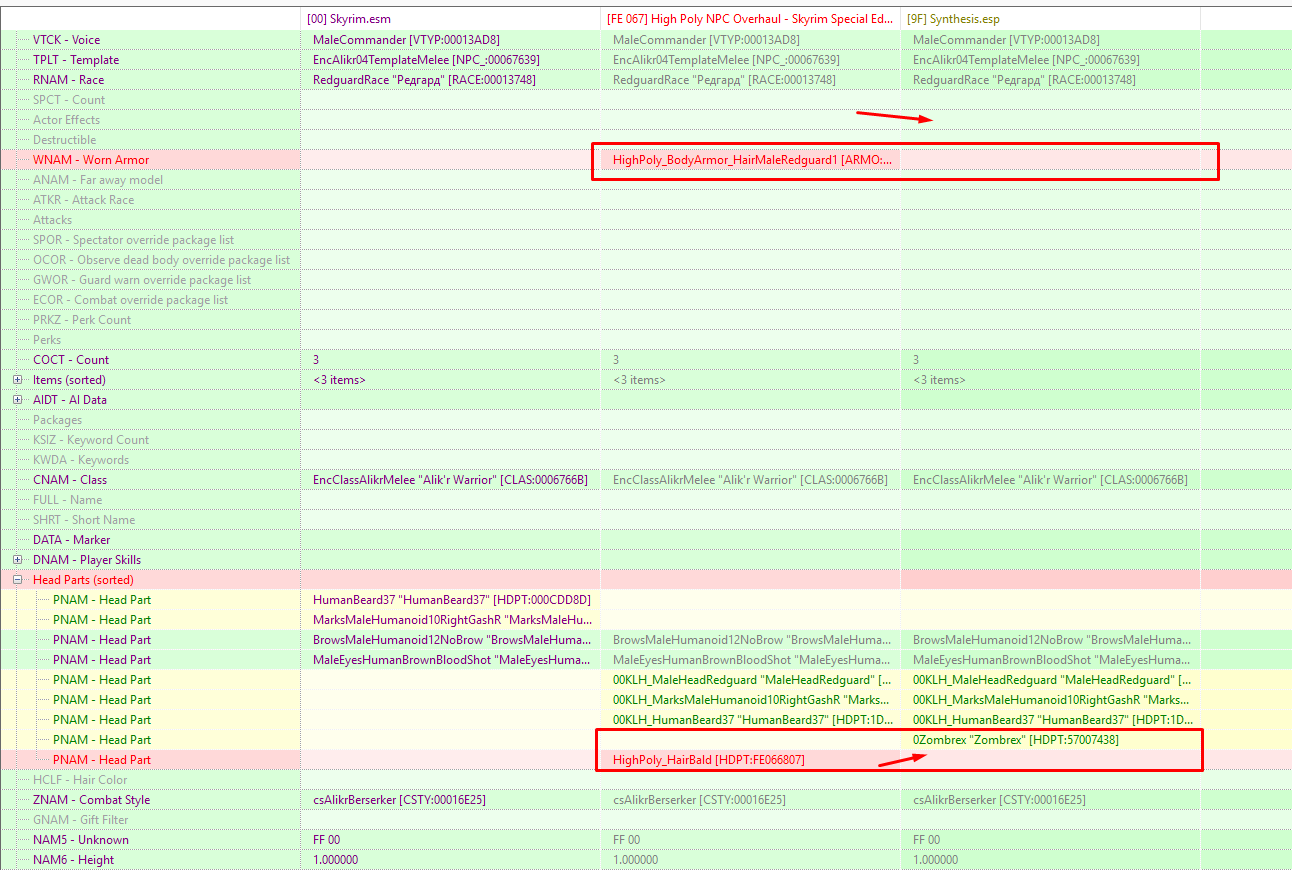 [00] Skyrim.esm [FE 067] High Poly NPC Overhaul - Skyrim Special Ed... [9F] Synthesis.esp
VTCK - Voice MaleCommander [VTYP:00013AD8] MaleCommander [VTYP:00013AD8] MaleCommander [VTYP:00013AD8]
TPLT - Template EncAlikr04TemplateMelee [NPC_:00067639] EncAlikr04TemplateMelee [NPC_:00067639] EncAlikr04TemplateMelee [NPC_:00067639]
RNAM - Race RedguardRace "Редгард" [RACE:00013748] RedguardRace "Редгард" [RACE:00013748] RedguardRace "Редгард" [RACE:00013748]
SPCT - Count
Actor Effects
Destructible
WNAM - Worn Armor HighPoly_BodyArmor_HairMaleRedguard1 [ARMO:...
ANAM - Far away model
ATKR - Attack Race
Attacks
SPOR - Spectator override package list
OCOR - Observe dead body override package list
GWOR - Guard warn override package list
ECOR - Combat override package list
PRKZ - Perk Count
Perks
COCT - Count 3 3 3
Items (sorted) <3 items> <3 items> <3 items>
AIDT - AI Data
Packages
KSIZ - Keyword Count
KWDA - Keywords
CNAM - Class EncClassAlikrMelee "Alik'r Warrior" [CLAS:0006766B] EncClassAlikrMelee "Alik'r Warrior" [CLAS:0006766B] EncClassAlikrMelee "Alik'r Warrior" [CLAS:0006766B]
FULL - Name
SHRT - Short Name
DATA - Marker
DNAM - Player Skills
Head Parts (sorted)
PNAM - Head Part HumanBeard37 "HumanBeard37" [HDPT:000CDD8D]
PNAM - Head Part MarksMaleHumanoid10RightGashR "MarksMaleHu...
PNAM - Head Part BrowsMaleHumanoid12NoBrow "BrowsMaleHuma... BrowsMaleHumanoid12NoBrow "BrowsMaleHuma... BrowsMaleHumanoid12NoBrow "BrowsMaleHuma...
PNAM - Head Part MaleEyesHumanBrownBloodShot "MaleEyesHuma... MaleEyesHumanBrownBloodShot "MaleEyesHuma... MaleEyesHumanBrownBloodShot "MaleEyesHuma...
PNAM - Head Part 00KLH_MaleHeadRedguard "MaleHeadRedguard" [... 00KLH_MaleHeadRedguard "MaleHeadRedguard" [...
PNAM - Head Part 00KLH_MarksMaleHumanoid10RightGashR "Marks... 00KLH_MarksMaleHumanoid10RightGashR "Marks...
PNAM - Head Part 00KLH_HumanBeard37 "HumanBeard37" [HDPT:1D... 00KLH_HumanBeard37 "HumanBeard37" [HDPT:1D...
PNAM - Head Part 0Zombrex "Zombrex" [HDPT:57007438]
PNAM - Head Part HighPoly_HairBald [HDPT:FE066807]
HCLF - Hair Color
ZNAM - Combat Style csAlikrBerserker [CSTY:00016E25] csAlikrBerserker [CSTY:00016E25] csAlikrBerserker [CSTY:00016E25]
GNAM - Gift Filter
NAM5 - Unknown FF 00 FF 00 FF 00
NAM6 - Height 1.000000 1.000000 1.000000